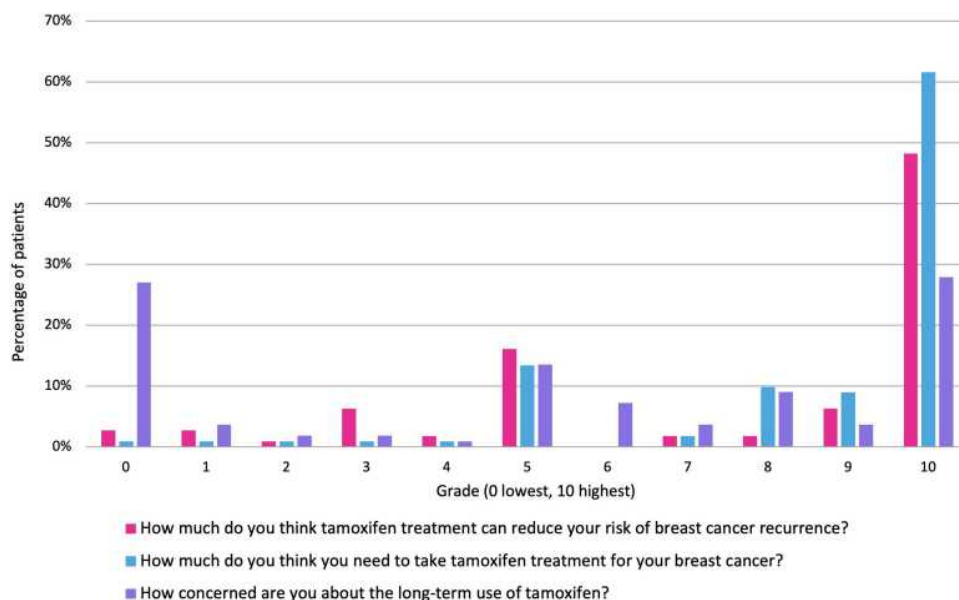 70%
60%
50%
40%
30%
20%
10%
0%
Percentage of patients
0 1 2 3 4 5 6 7 8 9 10
Grade (0 lowest, 10 highest)
How much do you think tamoxifen treatment can reduce your risk of breast cancer recurrence?
How much do you think you need to take tamoxifen treatment for your breast cancer?
How concerned are you about the long-term use of tamoxifen?